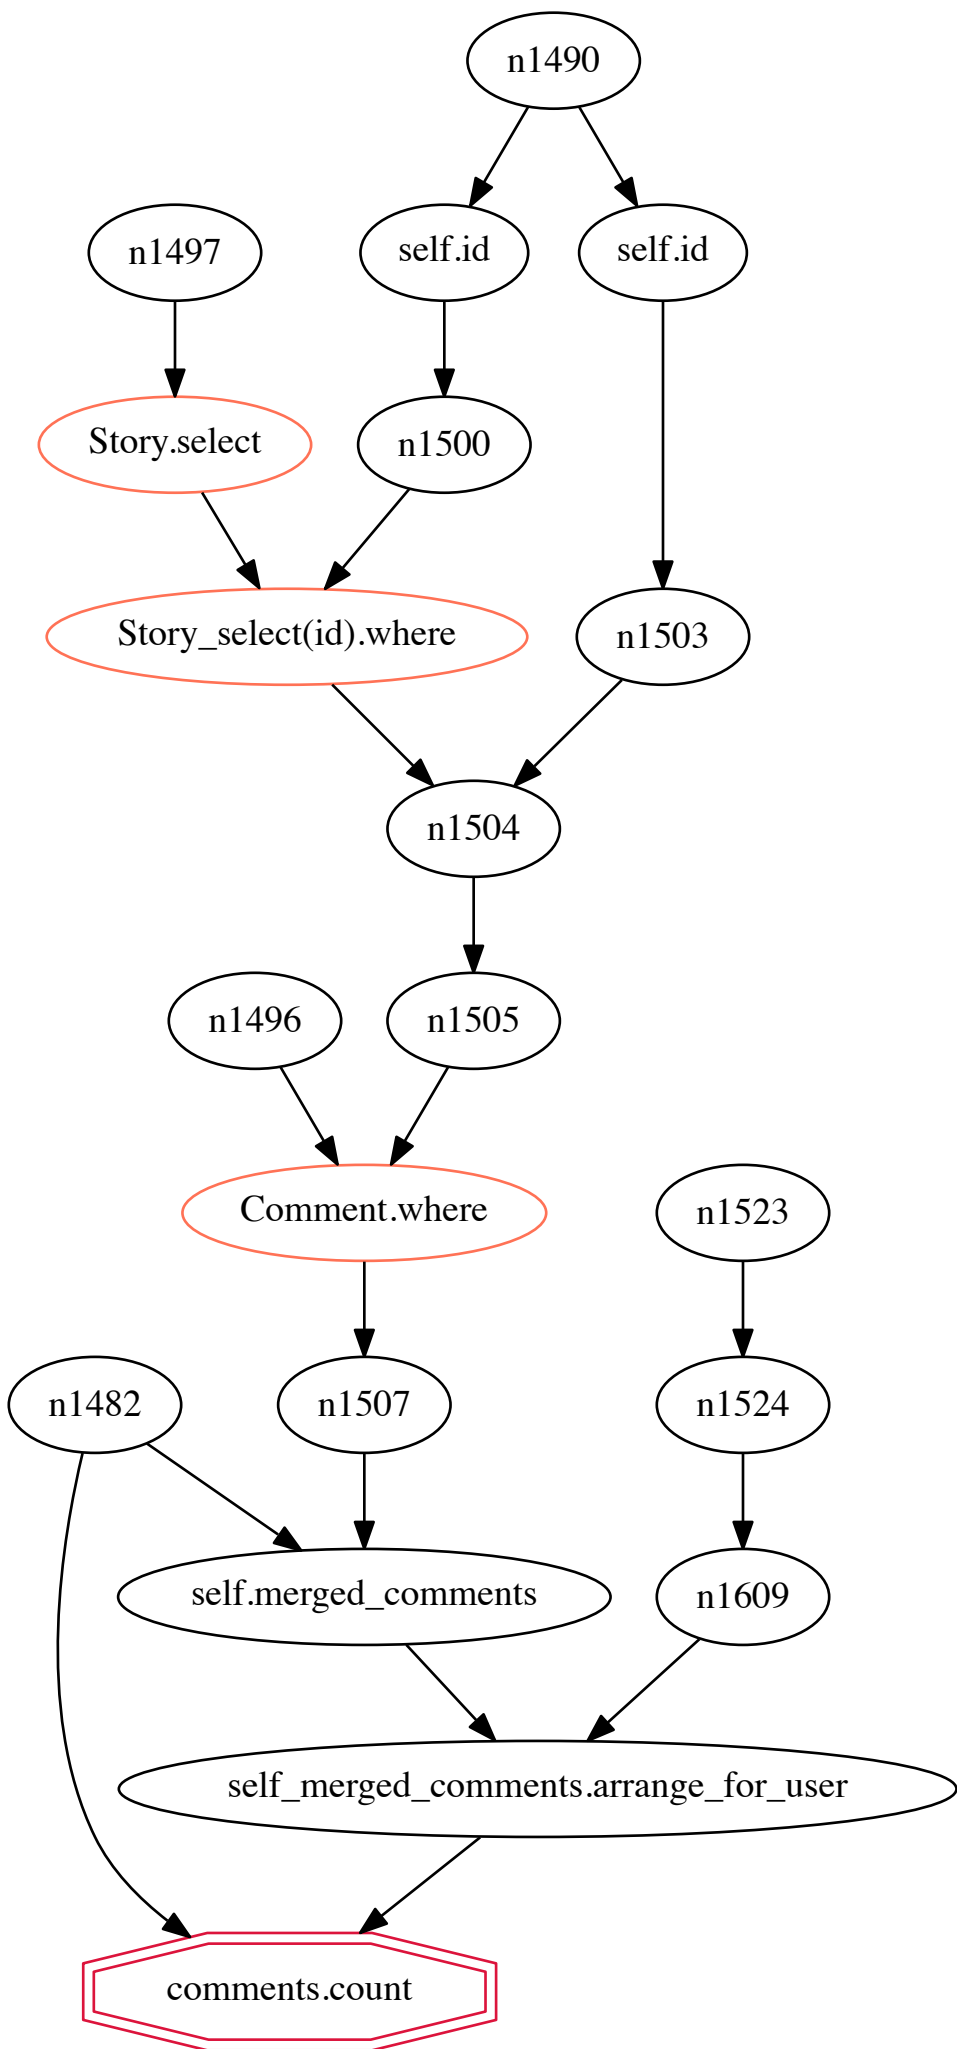 n1490
n1497
self.id
self.id
Story.select
n1500
Story_select(id).where
n1503
n1504
n1496
n1505
Comment.where
n1523
n1482
n1507
n1524
self.merged_comments
n1609
self_merged_comments.arrange_for_user
comments.count